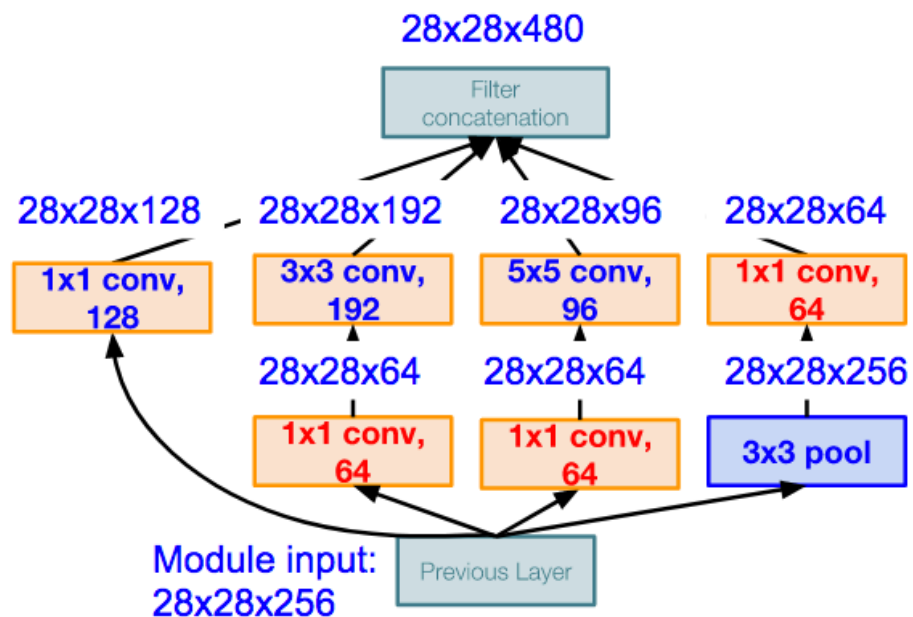 28x28x480
Filter
concatenation
28x28x128
28x28x192
28x28x96
28x28x64
1x1 conv,
128
3x3 conv,
192
5x5 conv,
96
1x1 conv,
64
28x28x64
28x28x64
28x28x256
1x1 conv,
64
1x1 conv,
64
3x3 pool
Module input:
28x28x256
Previous Layer